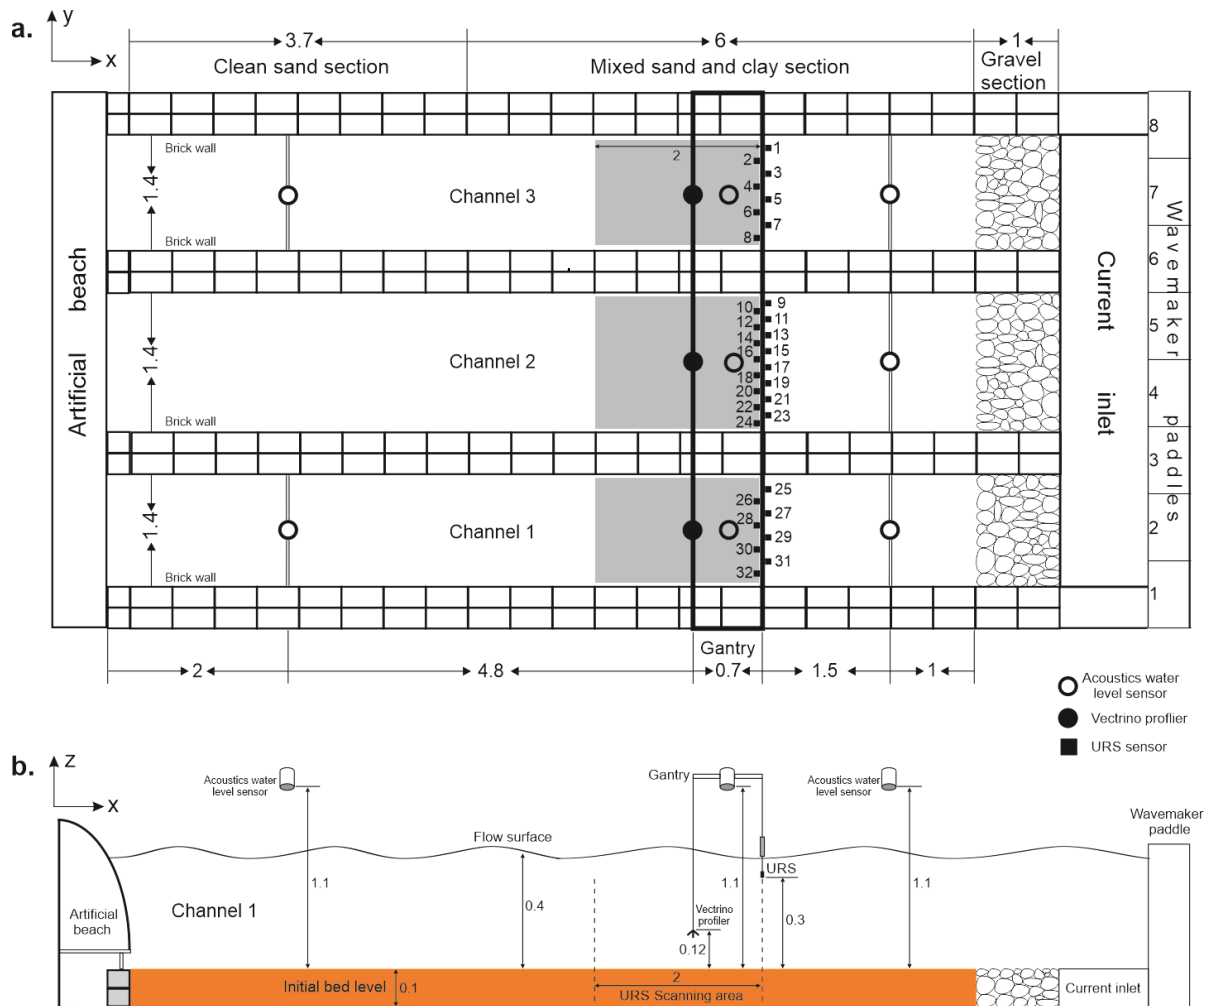 a.
y
x
3.7
6
1
Clean sand section
Mixed sand and clay section
Gravel
section
Artificial beach
Brick wall
1.4
Brick wall
Channel 3
2
1
2
3
4
5
6
7
8
1.4
Brick wall
Channel 2
9
10
11
12
13
14
15
16
17
18
19
20
21
22
23
24
1.4
Brick wall
Channel 1
25
26
27
28
29
30
31
32
Current inlet
8
7
6
5
4
3
2
1
Wavemaker paddles
Gantry
2
4.8
0.7
1.5
1
Acoustics water
level sensor
Vectrino proflier
URS sensor
b.
z
x
Acoustics water
level sensor
Gantry
Acoustics water
level sensor
Wavemaker
paddle
Flow surface
URS
1.1
0.4
1.1
0.3
1.1
Channel 1
Artificial
beach
Vectrino
profiler
0.12
Initial bed level
0.1
2
URS Scanning area
Current inlet